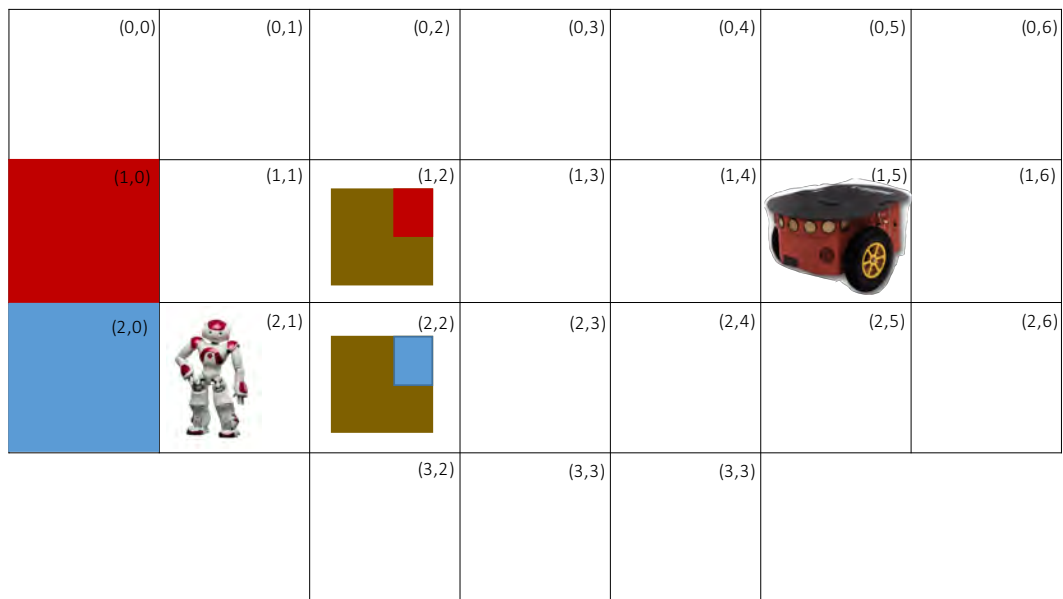 (0,0) (0,1) (0,2) (0,3) (0,4) (0,5) (0,6)
(1,0) (1,1) (1,2) (1,3) (1,4) (1,5) (1,6)
(2,0) (2,1) (2,2) (2,3) (2,4) (2,5) (2,6)
(3,2) (3,3) (3,3)